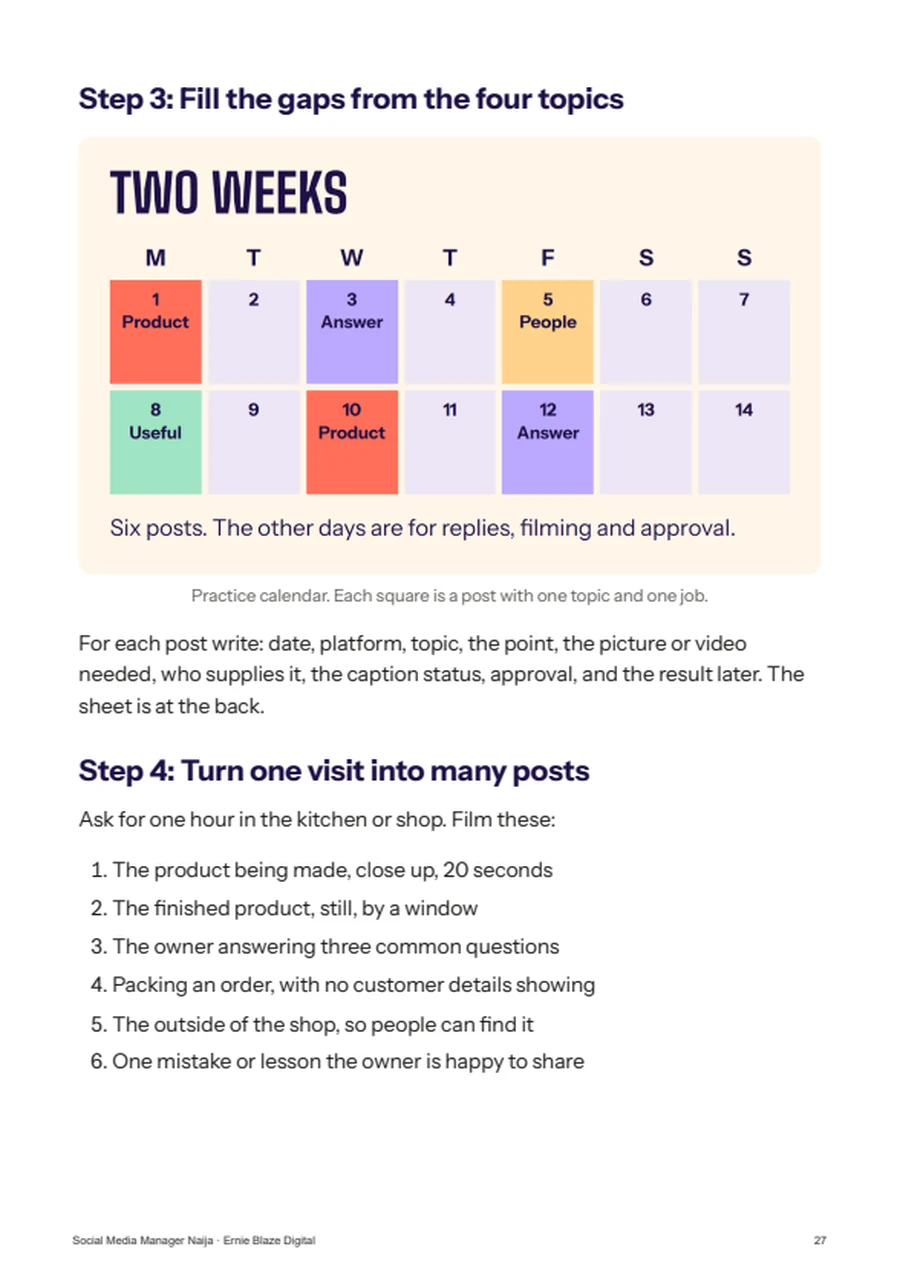 Step 3: Fill the gaps from the four topics
TWO WEEKS
M T W T F S S
1 2 3 4 5 6 7
Product Answer People
8 9 10 11 12 13 14
Useful Product Answer
Six posts. The other days are for replies, filming and approval.
Practice calendar. Each square is a post with one topic and one job.
For each post write: date, platform, topic, the point, the picture or video
needed, who supplies it, the caption status, approval, and the result later. The
sheet is at the back.
Step 4: Turn one visit into many posts
Ask for one hour in the kitchen or shop. Film these:
1. The product being made, close up, 20 seconds
2. The finished product, still, by a window
3. The owner answering three common questions
4. Packing an order, with no customer details showing
5. The outside of the shop, so people can find it
6. One mistake or lesson the owner is happy to share
Social Media Manager Naija · Ernie Blaze Digital 27